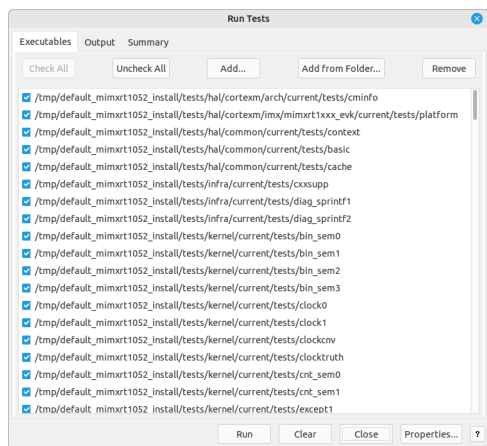 Run Tests
Executables Output Summary
Check All Uncheck All Add... Add from Folder... Remove
/tmp/default_mimxrt1052_install/tests/hal/cortexm/arch/current/tests/cminfo
/tmp/default_mimxrt1052_install/tests/hal/cortexm/imx/mimxrt1xxx_evk/current/tests/platform
/tmp/default_mimxrt1052_install/tests/hal/common/current/tests/context
/tmp/default_mimxrt1052_install/tests/hal/common/current/tests/basic
/tmp/default_mimxrt1052_install/tests/hal/common/current/tests/cache
/tmp/default_mimxrt1052_install/tests/infra/current/tests/cxxsupp
/tmp/default_mimxrt1052_install/tests/infra/current/tests/diag_sprintf1
/tmp/default_mimxrt1052_install/tests/infra/current/tests/diag_sprintf2
/tmp/default_mimxrt1052_install/tests/kernel/current/tests/bin_sem0
/tmp/default_mimxrt1052_install/tests/kernel/current/tests/bin_sem1
/tmp/default_mimxrt1052_install/tests/kernel/current/tests/bin_sem2
/tmp/default_mimxrt1052_install/tests/kernel/current/tests/bin_sem3
/tmp/default_mimxrt1052_install/tests/kernel/current/tests/clock0
/tmp/default_mimxrt1052_install/tests/kernel/current/tests/clock1
/tmp/default_mimxrt1052_install/tests/kernel/current/tests/clockcnv
/tmp/default_mimxrt1052_install/tests/kernel/current/tests/clocktruth
/tmp/default_mimxrt1052_install/tests/kernel/current/tests/cnt_sem0
/tmp/default_mimxrt1052_install/tests/kernel/current/tests/cnt_sem1
/tmp/default_mimxrt1052_install/tests/kernel/current/tests/except1
Run Clear Close Properties... ?